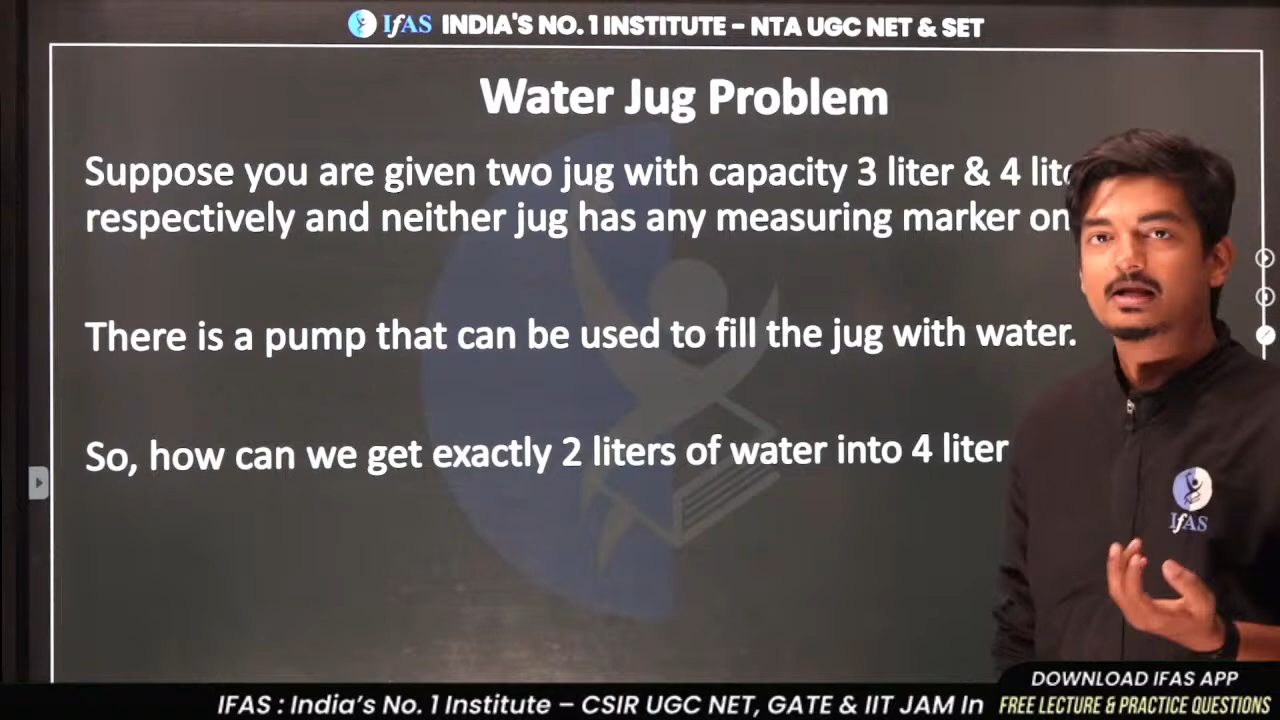 IfAS INDIA'S NO. 1 INSTITUTE – NTA UGC NET & SET
Water Jug Problem
Suppose you are given two jug with capacity 3 liter & 4
respectively and neither jug has any measuring marker on
There is a pump that can be used to fill the jug with water.
So, how can we get exactly 2 liters of water into 4 liter
IfAS
DOWNLOAD IFAS APP
IFAS : India's No. 1 Institute – CSIR UGC NET, GATE & IIT JAM In
FREE LECTURE & PRACTICE QUESTIONS